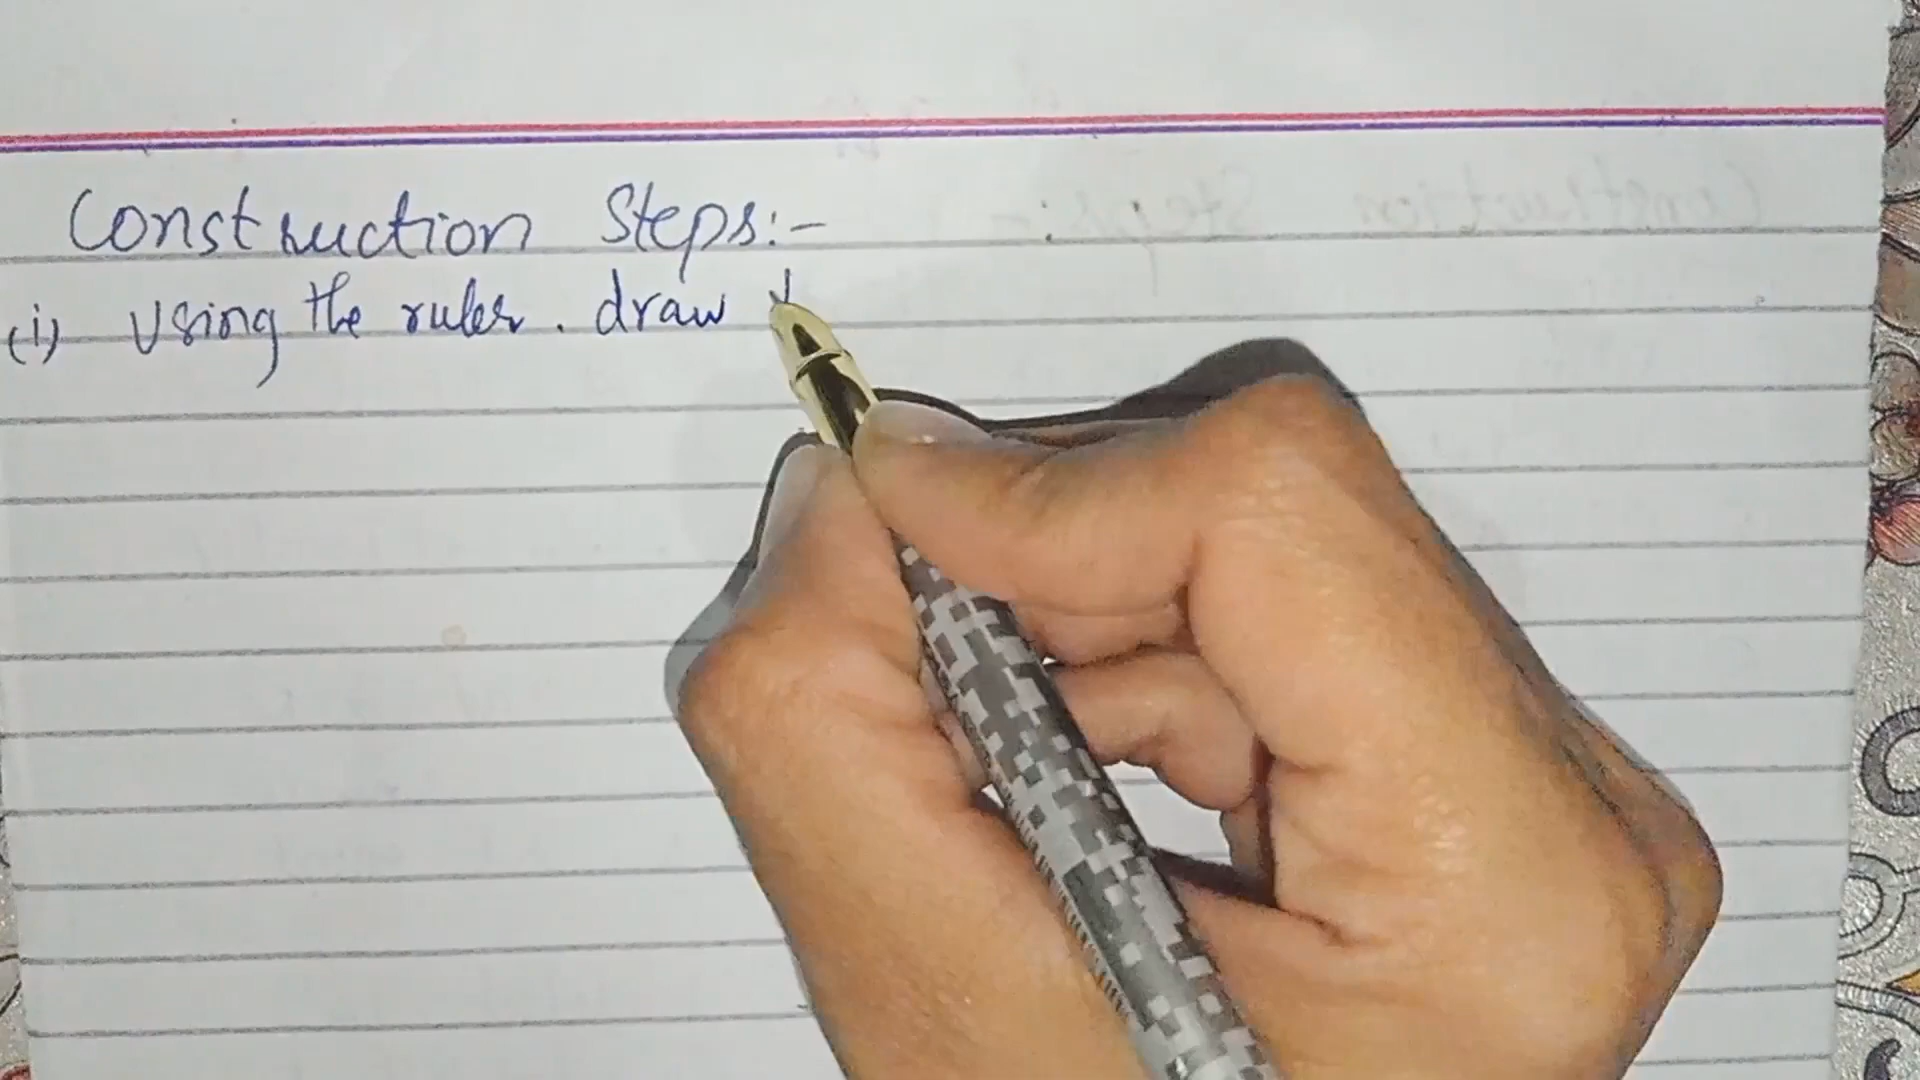 Construction Steps:-
(i) Using the ruler. draw